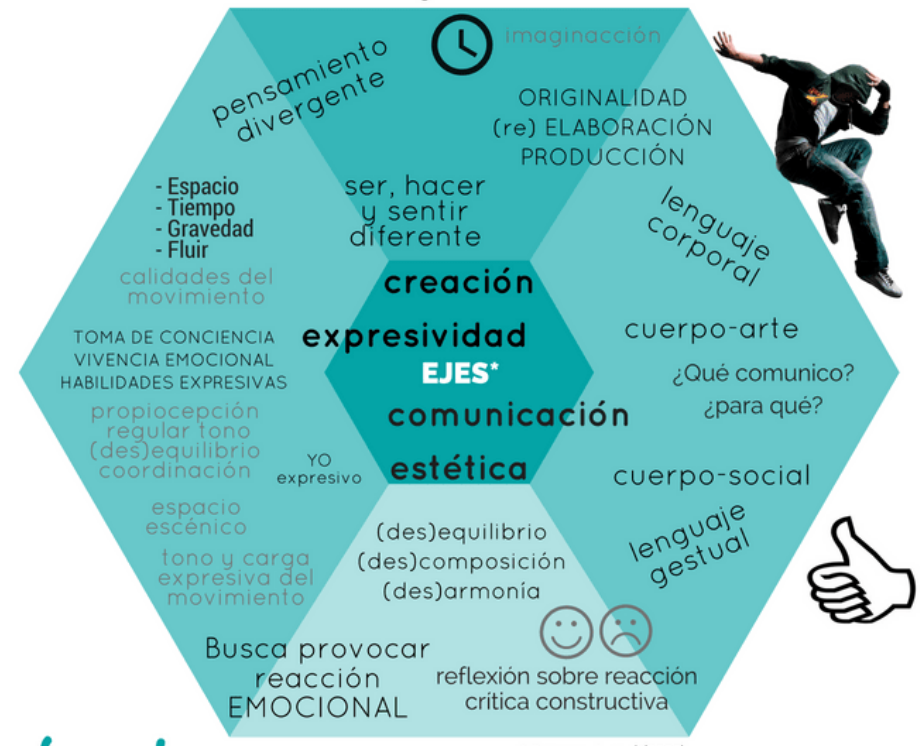 imaginacción
pensamiento
divergente
ORIGINALIDAD
(re) ELABORACIÓN
PRODUCCIÓN
ser, hacer
y sentir
diferente
- Espacio
- Tiempo
- Gravedad
- Fluir
calidades del
movimiento
TOMA DE CONCIENCIA
VIVENCIA EMOCIONAL
HABILIDADES EXPRESIVAS
propiocepción
regular tono
(des)equilibrio
coordinación
espacio
escénico
tono y carga
expresiva del
movimiento
YO
expresivo
creación
expresividad
EJES*
comunicación
estética
lenguaje
corporal
cuerpo-arte
¿Qué comunico?
¿para qué?
cuerpo-social
lenguaje
gestual
(des)equilibrio
(des)composición
(des)armonía
Busca provocar
reacción
EMOCIONAL
reflexión sobre reacción
crítica constructiva